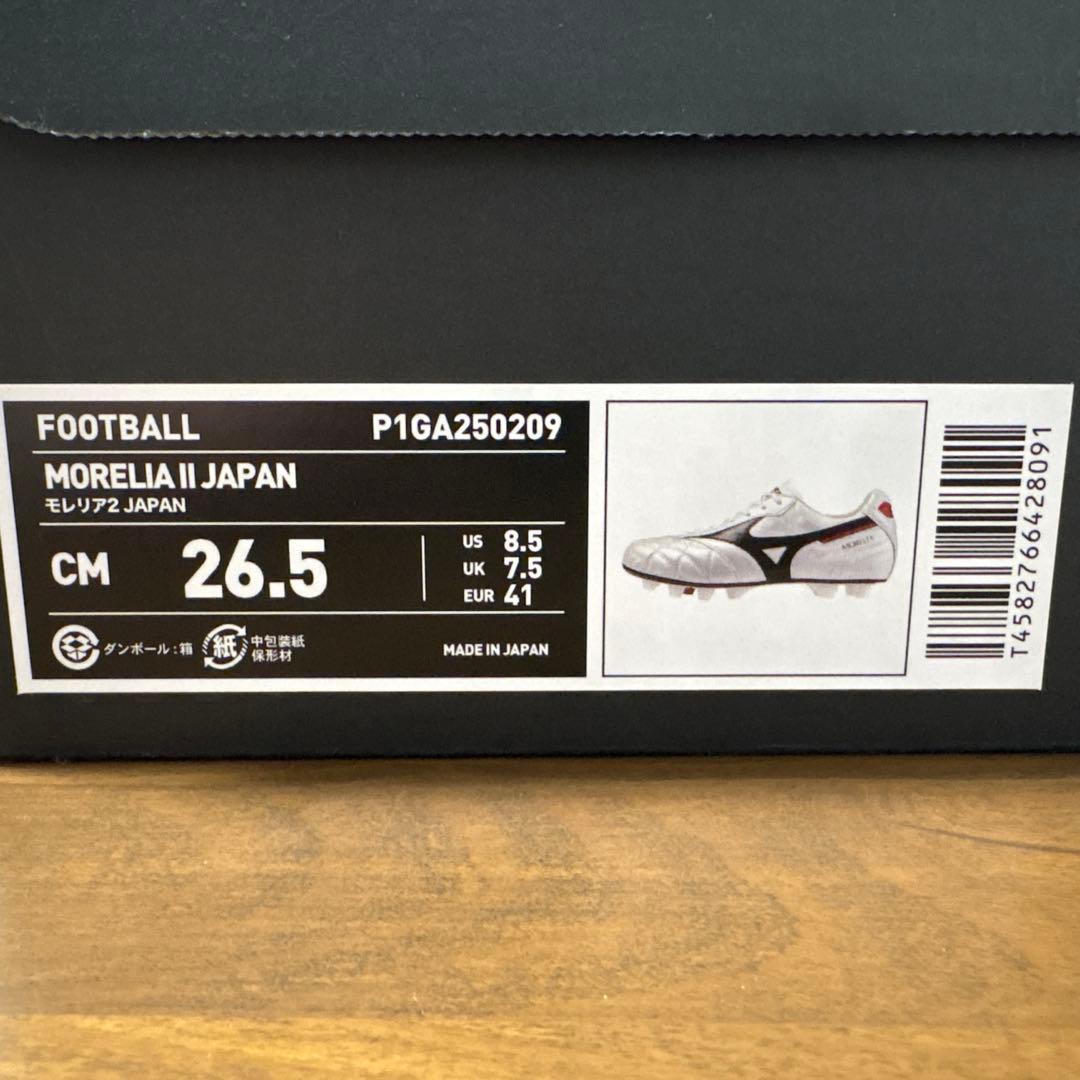 FOOTBALL P1GA250209
MORELIA II JAPAN
モレリア2 JAPAN
CM 26.5
US 8.5
UK 7.5
EUR 41
ダンボール:箱
紙
中包装紙
保形材
MADE IN JAPAN
MORELIA
T4582766428091